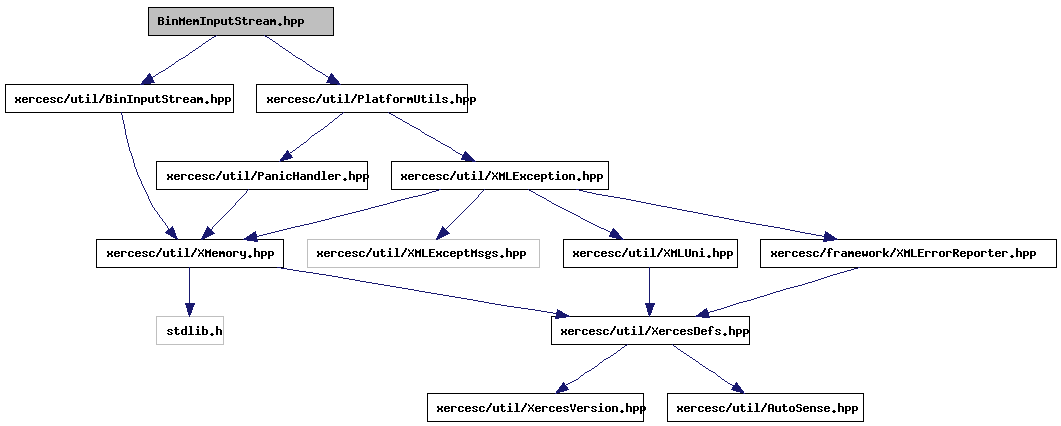 BinMemInputStream.hpp
xercesc/util/BinInputStream.hpp
xercesc/util/PlatformUtils.hpp
xercesc/util/PanicHandler.hpp
xercesc/util/XMLException.hpp
xercesc/util/XMemory.hpp
xercesc/util/XMLExceptMsgs.hpp
xercesc/util/XMLUni.hpp
xercesc/framework/XMLErrorReporter.hpp
stdlib.h
xercesc/util/XercesDefs.hpp
xercesc/util/XercesVersion.hpp
xercesc/util/AutoSense.hpp